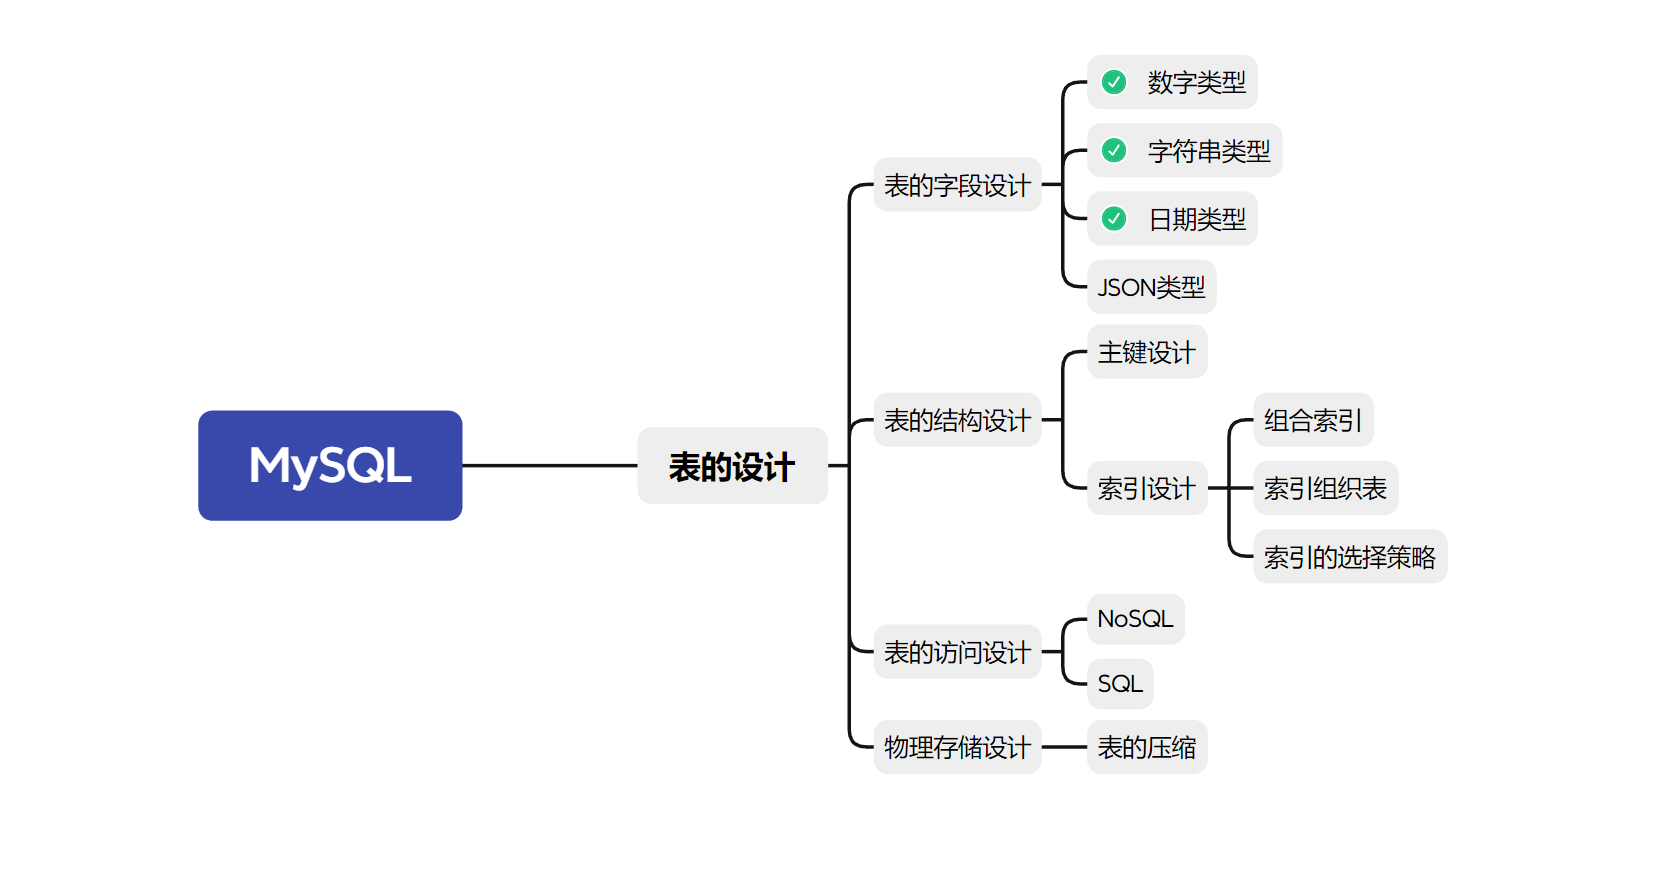 MySQL
表的设计
表的字段设计
数字类型
字符串类型
日期类型
JSON类型
表的结构设计
主键设计
索引设计
组合索引
索引组织表
索引的选择策略
表的访问设计
NoSQL
SQL
物理存储设计
表的压缩